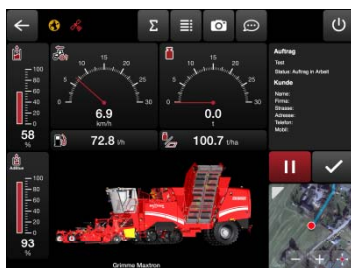 Σ
Auftrag
Test
Status: Auftrag in Arbeit
Kunde
Name:
Firma:
Strasse:
Adresse:
Telefon:
Mobil:
100
80
60
40
20
0
58
%
0
5
10
15
20
25
30
6.9
km/h
0
5
10
15
20
25
30
0.0
t
72.8 l/h
100.7 t/ha
Additive
100
80
60
40
20
0
93
%
Grimme Maxtron